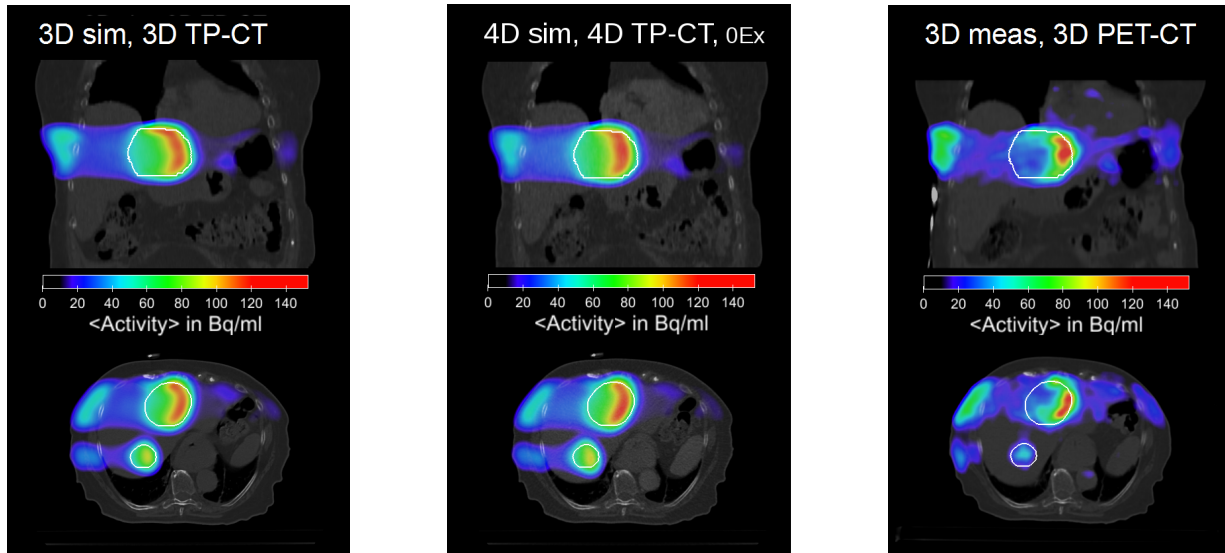 3D sim, 3D TP-CT
0 20 40 60 80 100 120 140
<Activity> in Bq/ml
4D sim, 4D TP-CT, 0Ex
0 20 40 60 80 100 120 140
<Activity> in Bq/ml
3D meas, 3D PET-CT
0 20 40 60 80 100 120 140
<Activity> in Bq/ml